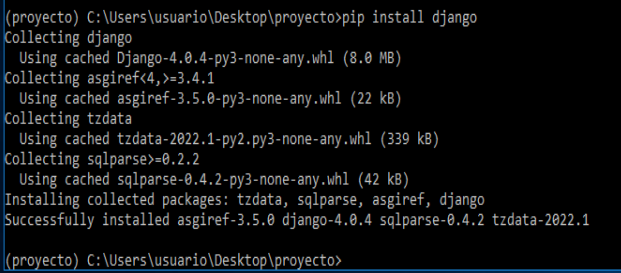 (proyecto) C:\Users\usuario\Desktop\proyecto>pip install django
Collecting django
  Using cached Django-4.0.4-py3-none-any.whl (8.0 MB)
Collecting asgiref<4,>=3.4.1
  Using cached asgiref-3.5.0-py3-none-any.whl (22 kB)
Collecting tzdata
  Using cached tzdata-2022.1-py2.py3-none-any.whl (339 kB)
Collecting sqlparse>=0.2.2
  Using cached sqlparse-0.4.2-py3-none-any.whl (42 kB)
Installing collected packages: tzdata, sqlparse, asgiref, django
Successfully installed asgiref-3.5.0 django-4.0.4 sqlparse-0.4.2 tzdata-2022.1
(proyecto) C:\Users\usuario\Desktop\proyecto>